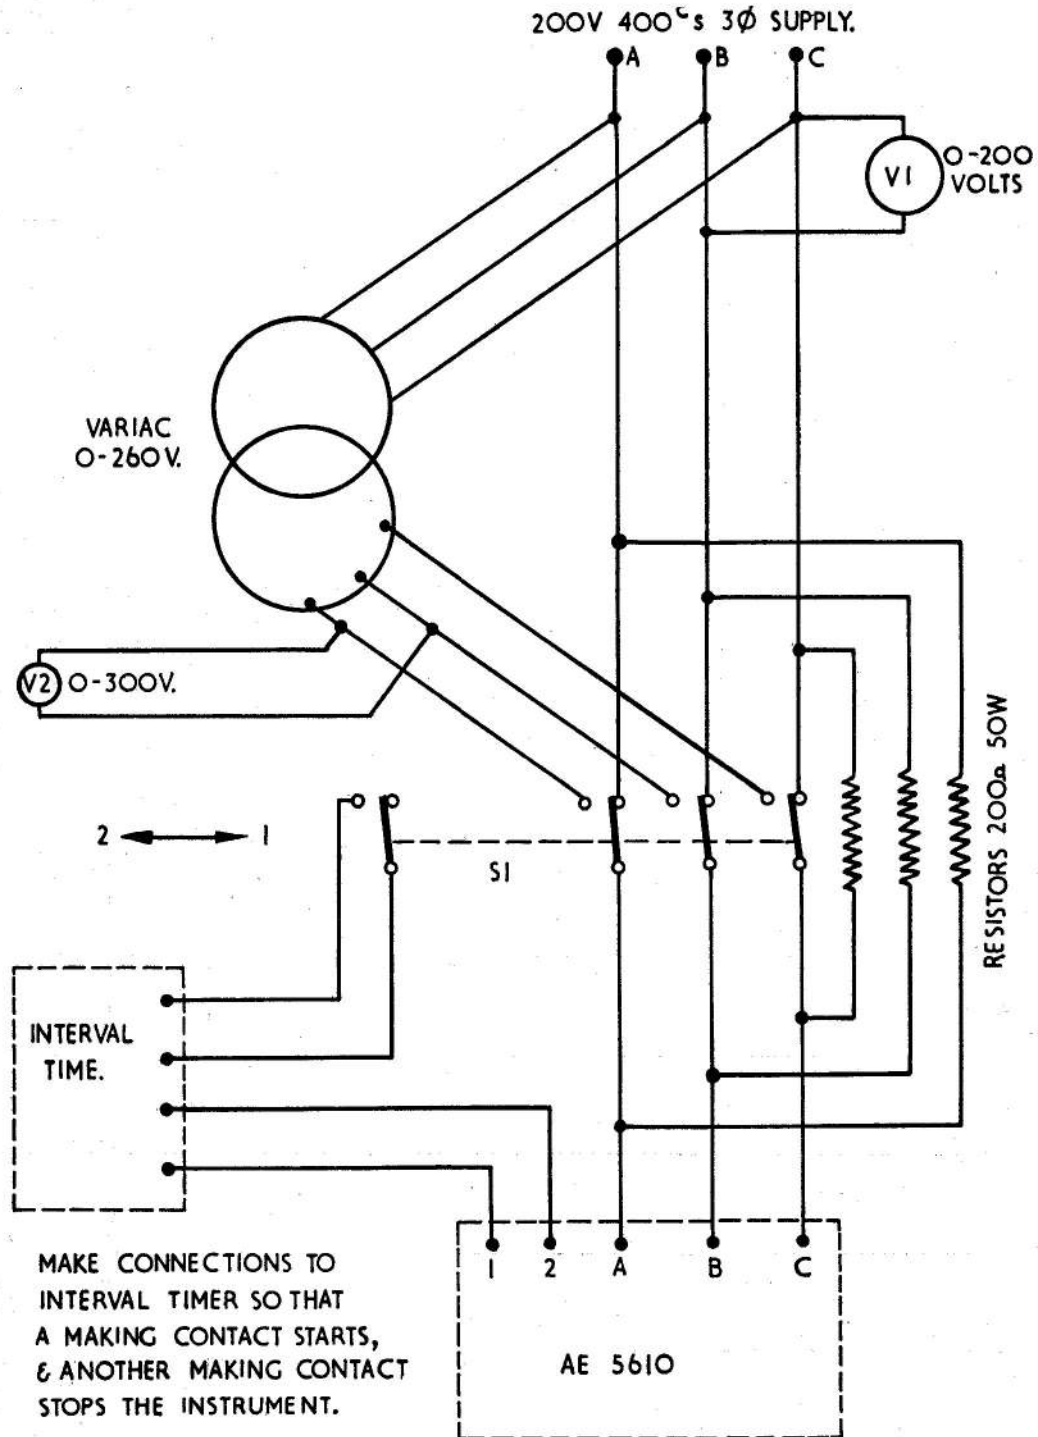 200V 400ᶜs 3Ø SUPPLY.
A
B
C
V1
0-200
VOLTS
VARIAC
0-260V.
V2
0-300V.
RESISTORS 200Ω 50W
2
1
S1
INTERVAL
TIME.
1
2
A
B
C
AE 5610
MAKE CONNECTIONS TO
INTERVAL TIMER SO THAT
A MAKING CONTACT STARTS,
& ANOTHER MAKING CONTACT
STOPS THE INSTRUMENT.